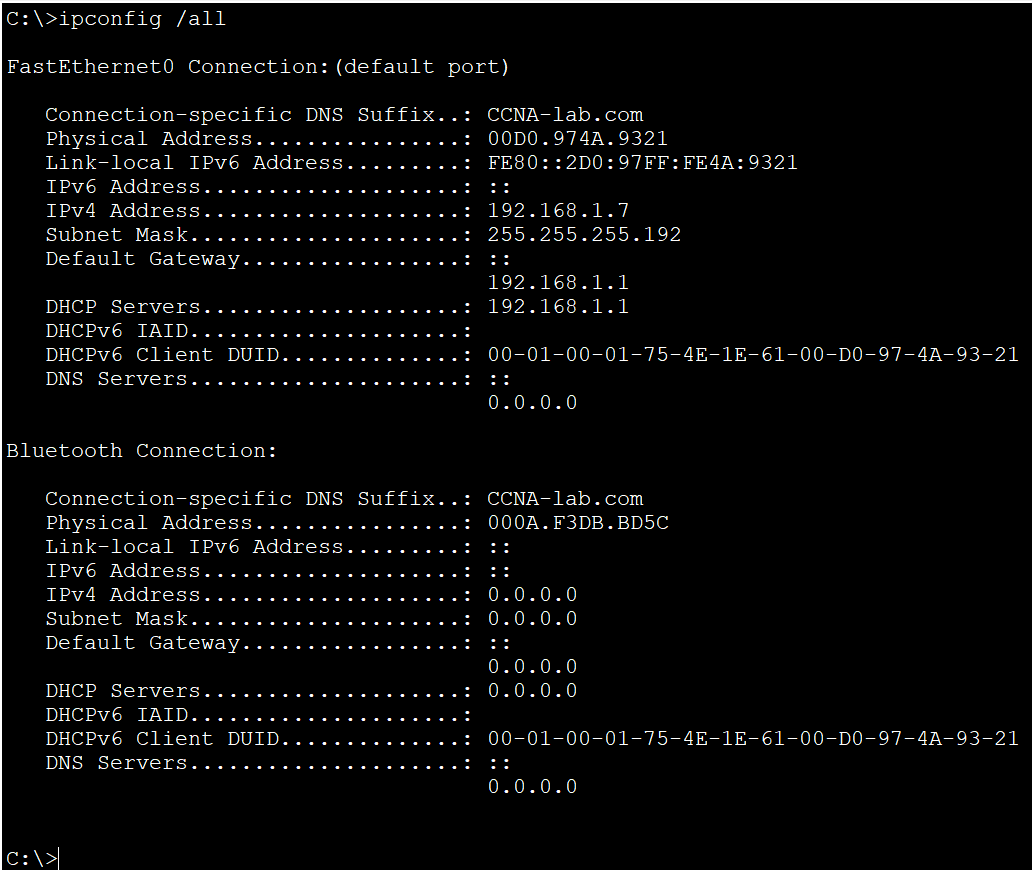 C:\>ipconfig /all
FastEthernet0 Connection:(default port)
Connection-specific DNS Suffix..: CCNA-lab.com
Physical Address................: 00D0.974A.9321
Link-local IPv6 Address.........: FE80::2D0:97FF:FE4A:9321
IPv6 Address....................: ::
IPv4 Address....................: 192.168.1.7
Subnet Mask.....................: 255.255.255.192
Default Gateway.................: ::
192.168.1.1
DHCP Servers....................: 192.168.1.1
DHCPv6 IAID.....................:
DHCPv6 Client DUID..............: 00-01-00-01-75-4E-1E-61-00-D0-97-4A-93-21
DNS Servers.....................: ::
0.0.0.0
Bluetooth Connection:
Connection-specific DNS Suffix..: CCNA-lab.com
Physical Address................: 000A.F3DB.BD5C
Link-local IPv6 Address.........: ::
IPv6 Address....................: ::
IPv4 Address....................: 0.0.0.0
Subnet Mask.....................: 0.0.0.0
Default Gateway.................: ::
0.0.0.0
DHCP Servers....................: 0.0.0.0
DHCPv6 IAID.....................:
DHCPv6 Client DUID..............: 00-01-00-01-75-4E-1E-61-00-D0-97-4A-93-21
DNS Servers.....................: ::
0.0.0.0
C:\>